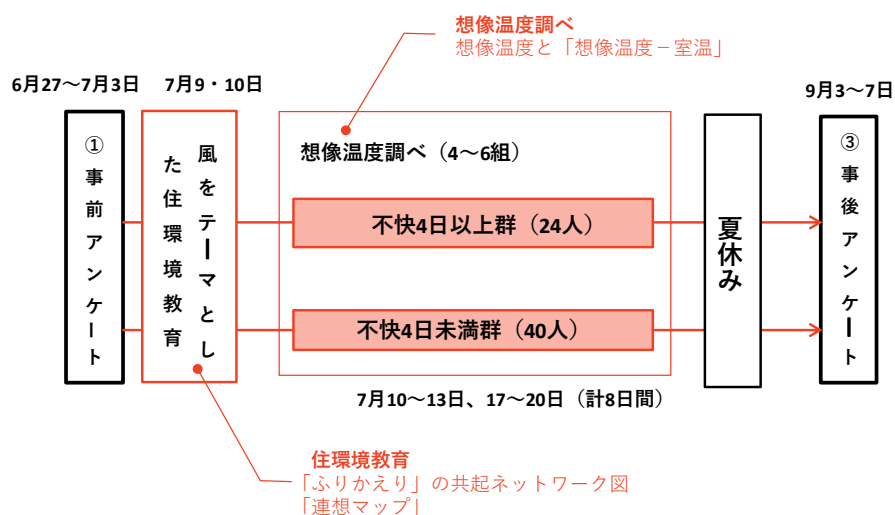 想像温度調べ
想像温度と「想像温度－室温」
6月27～7月3日
7月9・10日
9月3～7日
①事前アンケート
風をテーマとし
た住環境教育
想像温度調べ（4～6組）
不快4日以上群（24人）
不快4日未満群（40人）
夏休み
③事後アンケート
7月10～13日、17～20日（計8日間）
住環境教育
「ふりかえり」の共起ネットワーク図
「連想マップ」